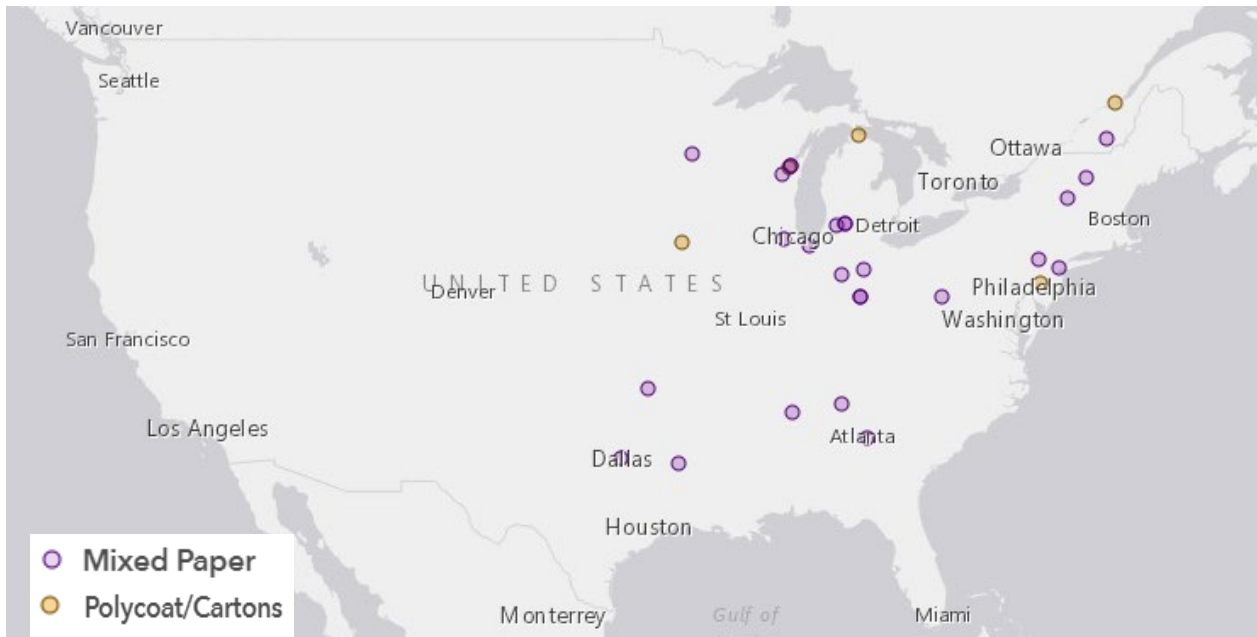 Vancouver
Seattle
Ottawa
Toronto
Boston
Detroit
Chicago
UNITED STATES
Denver
Philadelphia
St Louis
Washington
San Francisco
Los Angeles
Atlanta
Dallas
Houston
Mixed Paper
Polycoat/Cartons
Monterrey
Gulf of
Miami